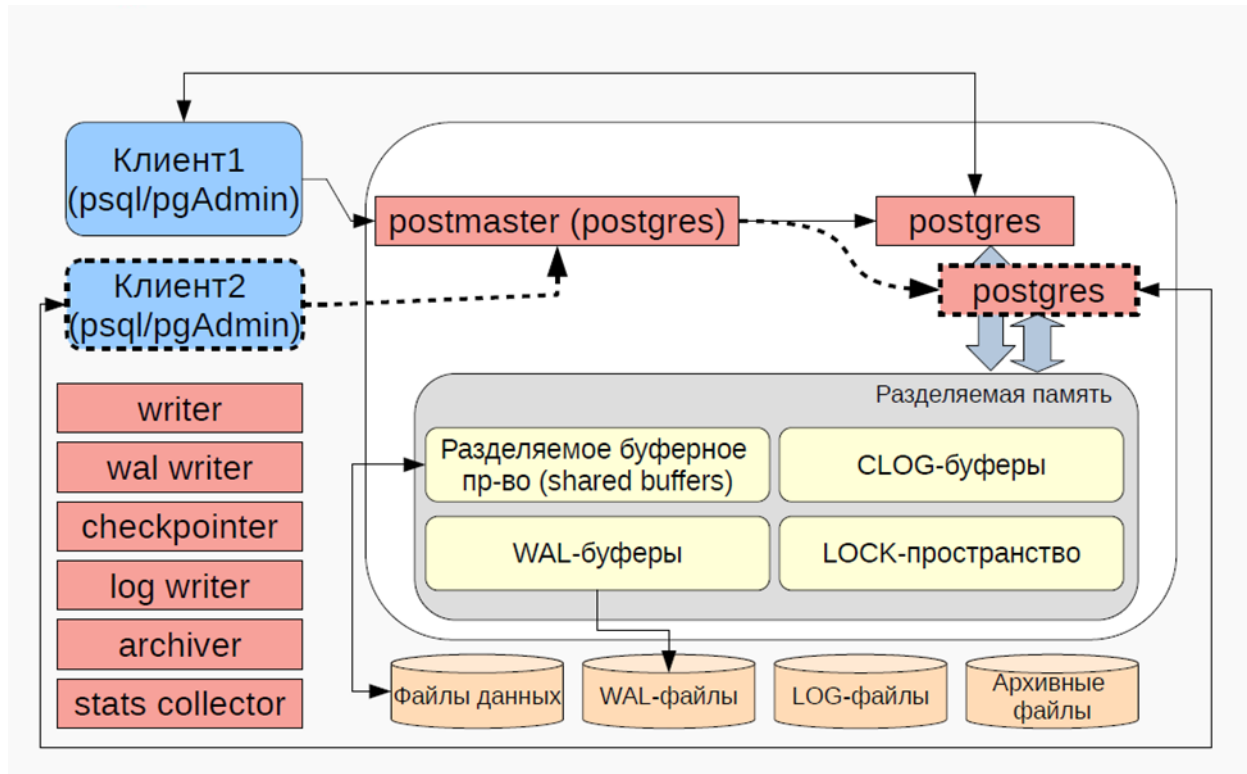 Клиент1
(psql/pgAdmin)
postmaster (postgres)
postgres
Клиент2
(psql/pgAdmin)
postgres
writer
wal writer
checkpointer
log writer
archiver
stats collector
Разделяемая память
Разделяемое буферное
пр-во (shared buffers)
CLOG-буферы
WAL-буферы
LOCK-пространство
Файлы данных
WAL-файлы
LOG-файлы
Архивные
файлы